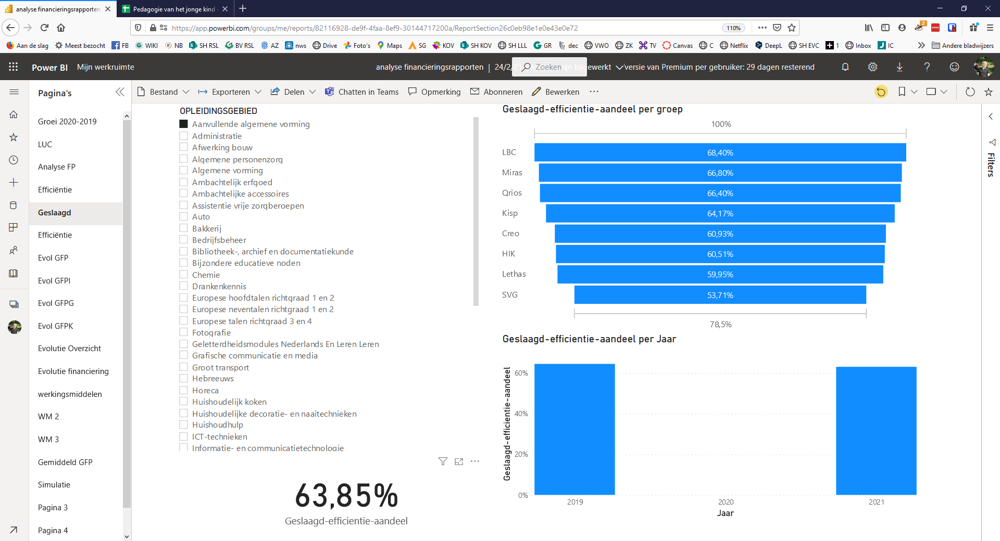 analyse financieringsrapporten
Pedagogie van het jonge kind
https://app.powerbi.com/groups/me/reports/82116928-de9f-4faa-8ef9-30144717200a/ReportSection26c0eb98e1e0e43e0e72
110%
2
Aan de slag
Meest bezocht
FB
WIKI
NB
SH RSL
BV RSL
AZ
nws
Drive
Foto's
Maps
SG
KOV
SH KOV
SH LLL
GR
dec
VWO
ZK
TV
Canvas
C
Netflix
DeepL
SH EVC
1
Inbox
IC
Andere bladwijzers
Power BI
Mijn werkruimte
analyse financieringsrapporten | 24/2/21
Zoeken
bijgewerkt
versie van Premium per gebruiker: 29 dagen resterend
Pagina's
Bestand
Exporteren
Delen
Chatten in Teams
Opmerking
Abonneren
Bewerken
Groei 2020-2019
LUC
Analyse FP
Efficiëntie
Geslaagd
Efficiëntie
Evol GFP
Evol GFPI
Evol GFPG
Evol GFPK
Evolutie Overzicht
Evolutie financiering
werkingsmiddelen
WM 2
WM 3
Gemiddeld GFP
Simulatie
Pagina 3
Pagina 4
OPLEIDINGSGEBIED
Aanvullende algemene vorming
Administratie
Afwerking bouw
Algemene personenzorg
Algemene vorming
Ambachtelijk erfgoed
Ambachtelijke accessoires
Assistentie vrije zorgberoepen
Auto
Bakkerij
Bedrijfsbeheer
Bibliotheek-, archief en documentatiekunde
Bijzondere educatieve noden
Chemie
Drankenkennis
Europese hoofdtalen richtgraad 1 en 2
Europese neventalen richtgraad 1 en 2
Europese talen richtgraad 3 en 4
Fotografie
Geletterdheidsmodules Nederlands En Leren Leren
Grafische communicatie en media
Groot transport
Hebreeuws
Horeca
Huishoudelijk koken
Huishoudelijke decoratie- en naaitechnieken
Huishoudhulp
ICT-technieken
Informatie- en communicatietechnologie
63,85%
Geslaagd-efficientie-aandeel
Geslaagd-efficientie-aandeel per groep
100%
LBC 68,40%
Miras 66,80%
Qrios 66,40%
Kisp 64,17%
Creo 60,93%
HIK 60,51%
Lethas 59,95%
SVG 53,71%
78,5%
Geslaagd-efficientie-aandeel per Jaar
Geslaagd-efficientie-aandeel
60%
40%
20%
0%
2019
2020
2021
Jaar
Filters